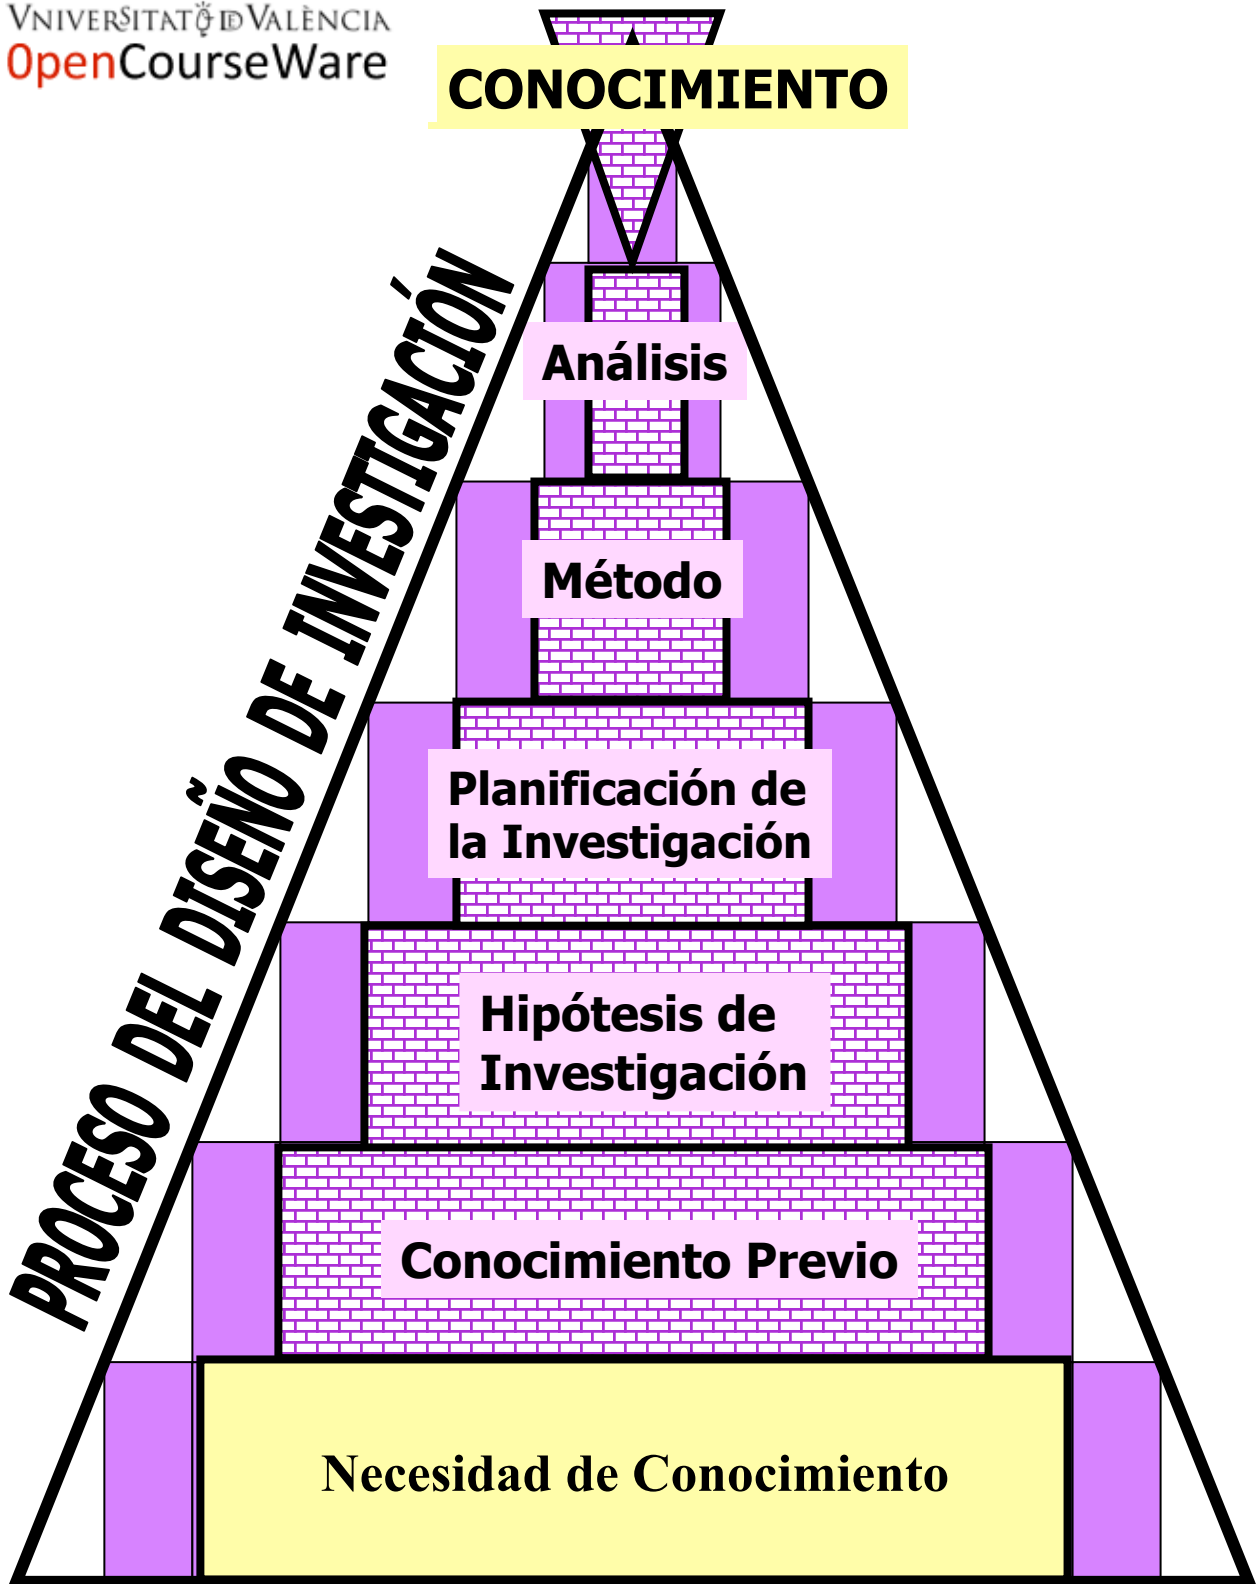 VNIVERSITATÖ DE VALÈNCIA
OpenCourseWare
CONOCIMIENTO
PROCESO DEL DISEÑO DE INVESTIGACIÓN
Análisis
Método
Planificación de
la Investigación
Hipótesis de
Investigación
Conocimiento Previo
Necesidad de Conocimiento